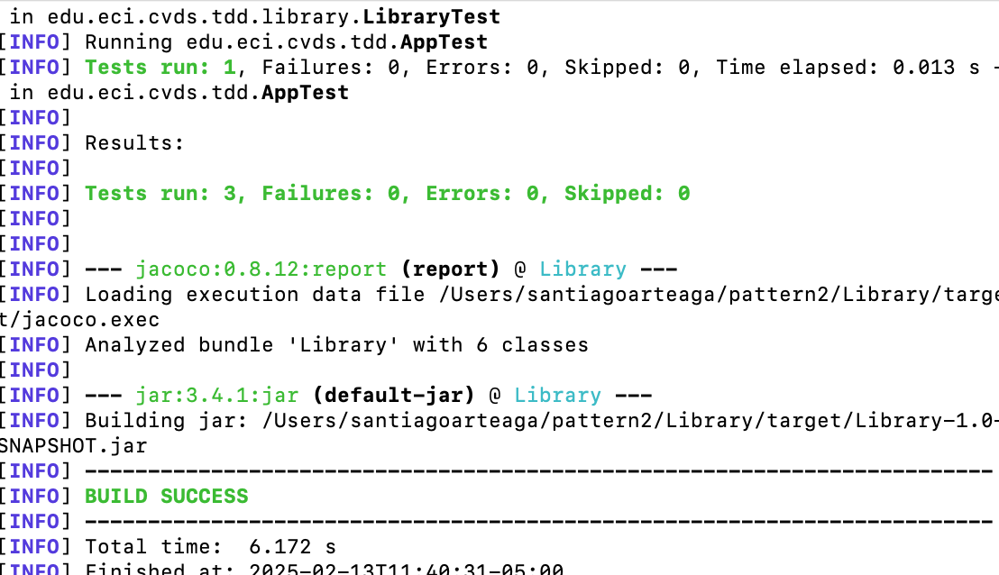 in edu.eci.cvds.tdd.library.LibraryTest
[INFO] Running edu.eci.cvds.tdd.AppTest
[INFO] Tests run: 1, Failures: 0, Errors: 0, Skipped: 0, Time elapsed: 0.013 s -
in edu.eci.cvds.tdd.AppTest
[INFO]
[INFO] Results:
[INFO]
[INFO] Tests run: 3, Failures: 0, Errors: 0, Skipped: 0
[INFO]
[INFO]
[INFO] --- jacoco:0.8.12:report (report) @ Library ---
[INFO] Loading execution data file /Users/santiagoarteaga/pattern2/Library/targe
t/jacoco.exec
[INFO] Analyzed bundle 'Library' with 6 classes
[INFO]
[INFO] --- jar:3.4.1:jar (default-jar) @ Library ---
[INFO] Building jar: /Users/santiagoarteaga/pattern2/Library/target/Library-1.0-
SNAPSHOT.jar
[INFO] ------------------------------------------------------------------------
[INFO] BUILD SUCCESS
[INFO] ------------------------------------------------------------------------
[INFO] Total time:  6.172 s
[INFO] Finished at: 2025-02-13T11:40:31-05:00